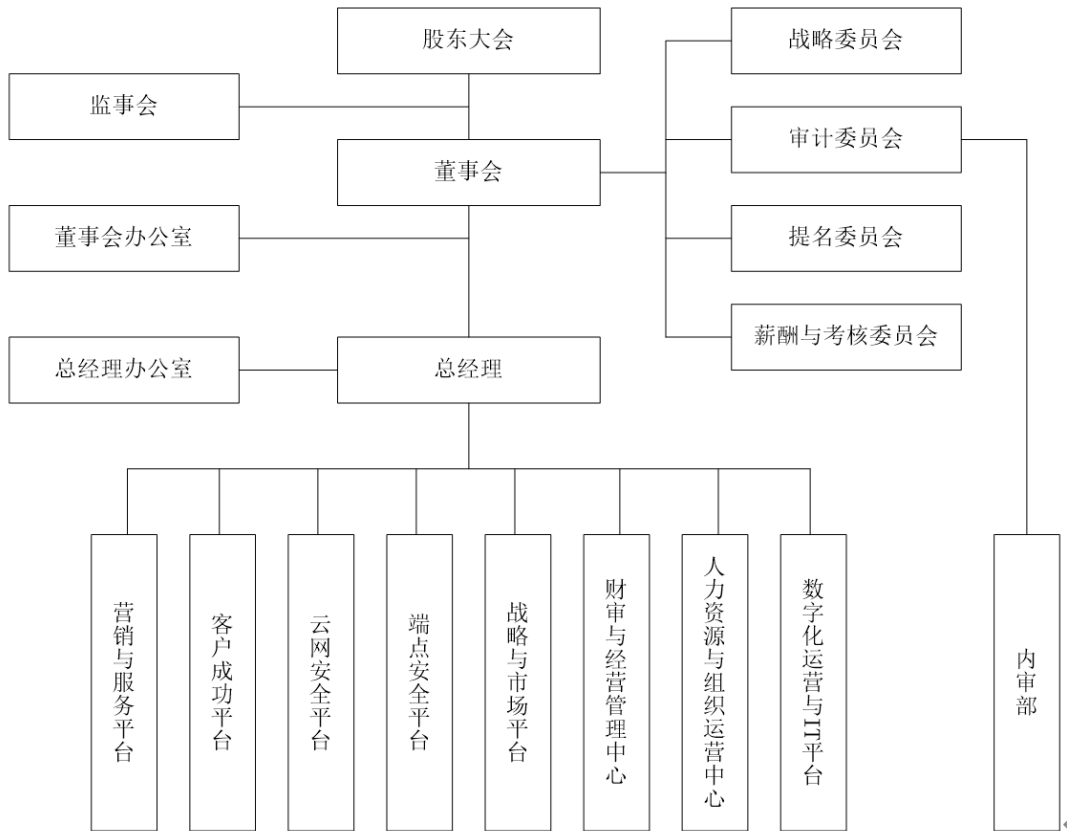 股东大会
战略委员会
监事会
审计委员会
董事会
董事会办公室
提名委员会
薪酬与考核委员会
总经理办公室
总经理
营销与服务平台
客户成功平台
云网安全平台
端点安全平台
战略与市场平台
财审与经营管理中心
人力资源与组织运营中心
数字化运营与IT平台
内审部